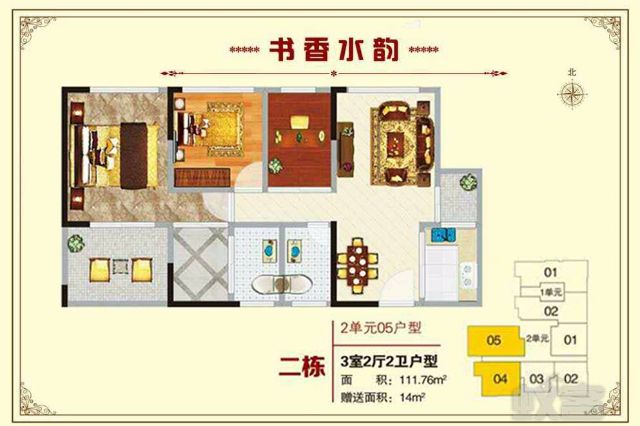 ***** 书香水韵 *****
北
二栋
2单元05户型
3室2厅2卫户型
面 积：111.76m²
赠送面积：14m²
01
1单元
02
05
2单元
01
04
03
02